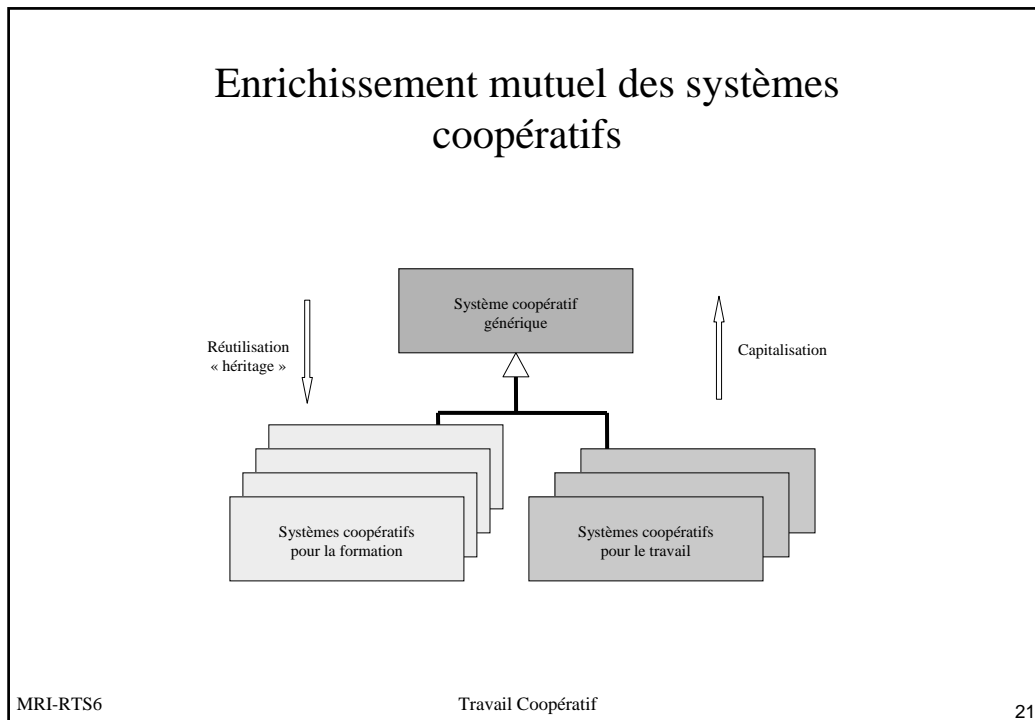 Enrichissement mutuel des systèmes
coopératifs
Système coopératif
générique
Réutilisation
« héritage »
Capitalisation
Systèmes coopératifs
pour la formation
Systèmes coopératifs
pour le travail
MRI-RTS6
Travail Coopératif
21